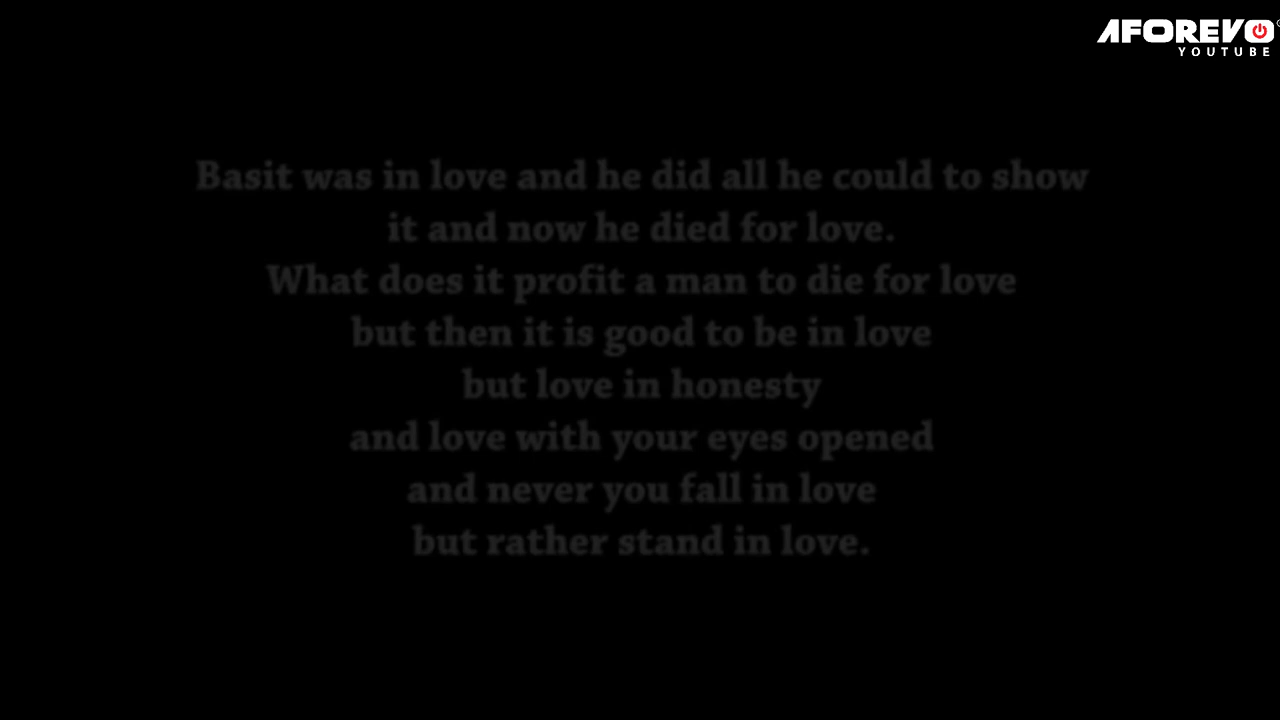 AFOREVO
YOUTUBE
Basit was in love and he did all he could to show
it and now he died for love.
What does it profit a man to die for love
but then it is good to be in love
but love in honesty
and love with your eyes opened
and never you fall in love
but rather stand in love.